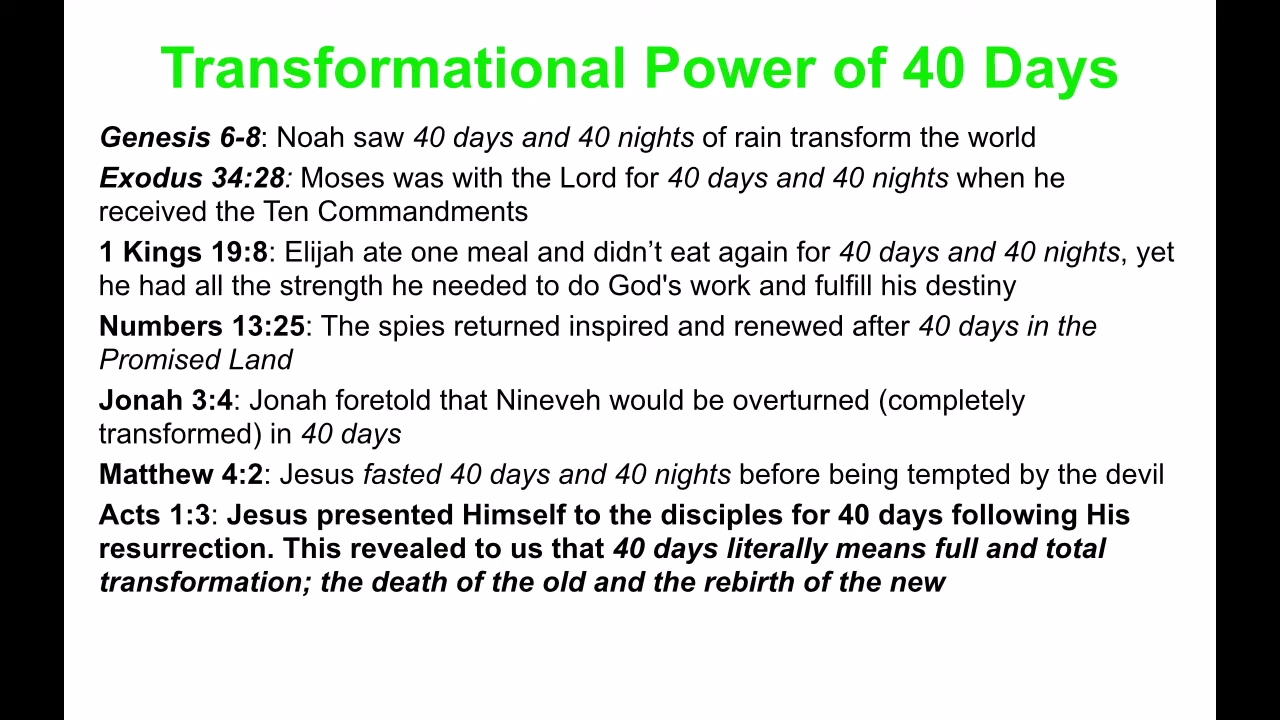 Transformational Power of 40 Days
Genesis 6-8: Noah saw 40 days and 40 nights of rain transform the world
Exodus 34:28: Moses was with the Lord for 40 days and 40 nights when he
received the Ten Commandments
1 Kings 19:8: Elijah ate one meal and didn’t eat again for 40 days and 40 nights, yet
he had all the strength he needed to do God's work and fulfill his destiny
Numbers 13:25: The spies returned inspired and renewed after 40 days in the
Promised Land
Jonah 3:4: Jonah foretold that Nineveh would be overturned (completely
transformed) in 40 days
Matthew 4:2: Jesus fasted 40 days and 40 nights before being tempted by the devil
Acts 1:3: Jesus presented Himself to the disciples for 40 days following His
resurrection. This revealed to us that 40 days literally means full and total
transformation; the death of the old and the rebirth of the new